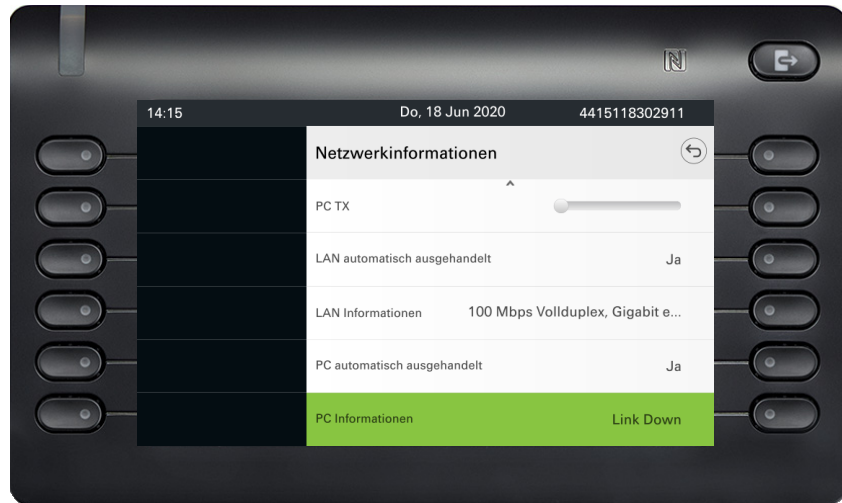 14:15 Do, 18 Jun 2020 4415118302911
Netzwerkinformationen
PC TX
LAN automatisch ausgehandelt Ja
LAN Informationen 100 Mbps Vollduplex, Gigabit e...
PC automatisch ausgehandelt Ja
PC Informationen Link Down